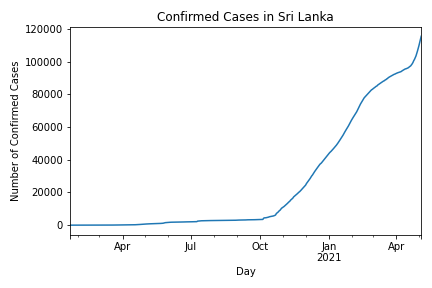 Confirmed Cases in Sri Lanka
120000
100000
80000
60000
40000
20000
0
Number of Confirmed Cases
Apr
Jul
Oct
Jan
2021
Apr
Day